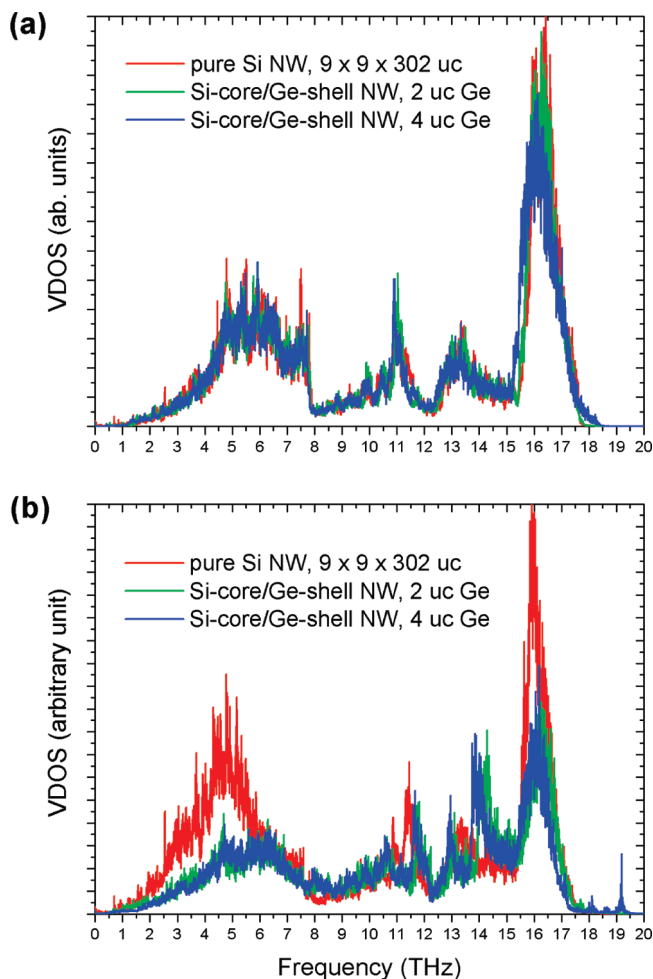 (a)
pure Si NW, 9 x 9 x 302 uc
Si-core/Ge-shell NW, 2 uc Ge
Si-core/Ge-shell NW, 4 uc Ge
VDOS (ab. units)
0 1 2 3 4 5 6 7 8 9 10 11 12 13 14 15 16 17 18 19 20
(b)
pure Si NW, 9 x 9 x 302 uc
Si-core/Ge-shell NW, 2 uc Ge
Si-core/Ge-shell NW, 4 uc Ge
VDOS (arbitrary unit)
0 1 2 3 4 5 6 7 8 9 10 11 12 13 14 15 16 17 18 19 20
Frequency (THz)